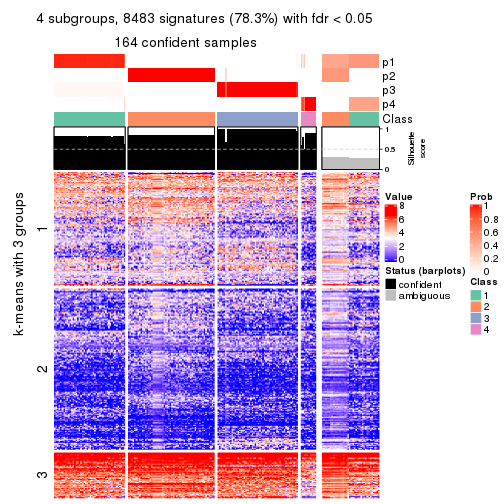 4 subgroups, 8483 signatures (78.3%) with fdr < 0.05
164 confident samples
p1
p2
p3
p4
Class
1
0.5
0
Silhouette
score
k-means with 3 groups
1
2
3
Value
8
6
4
2
0
Status (barplots)
confident
ambiguous
Prob
1
0.8
0.6
0.4
0.2
0
Class
1
2
3
4